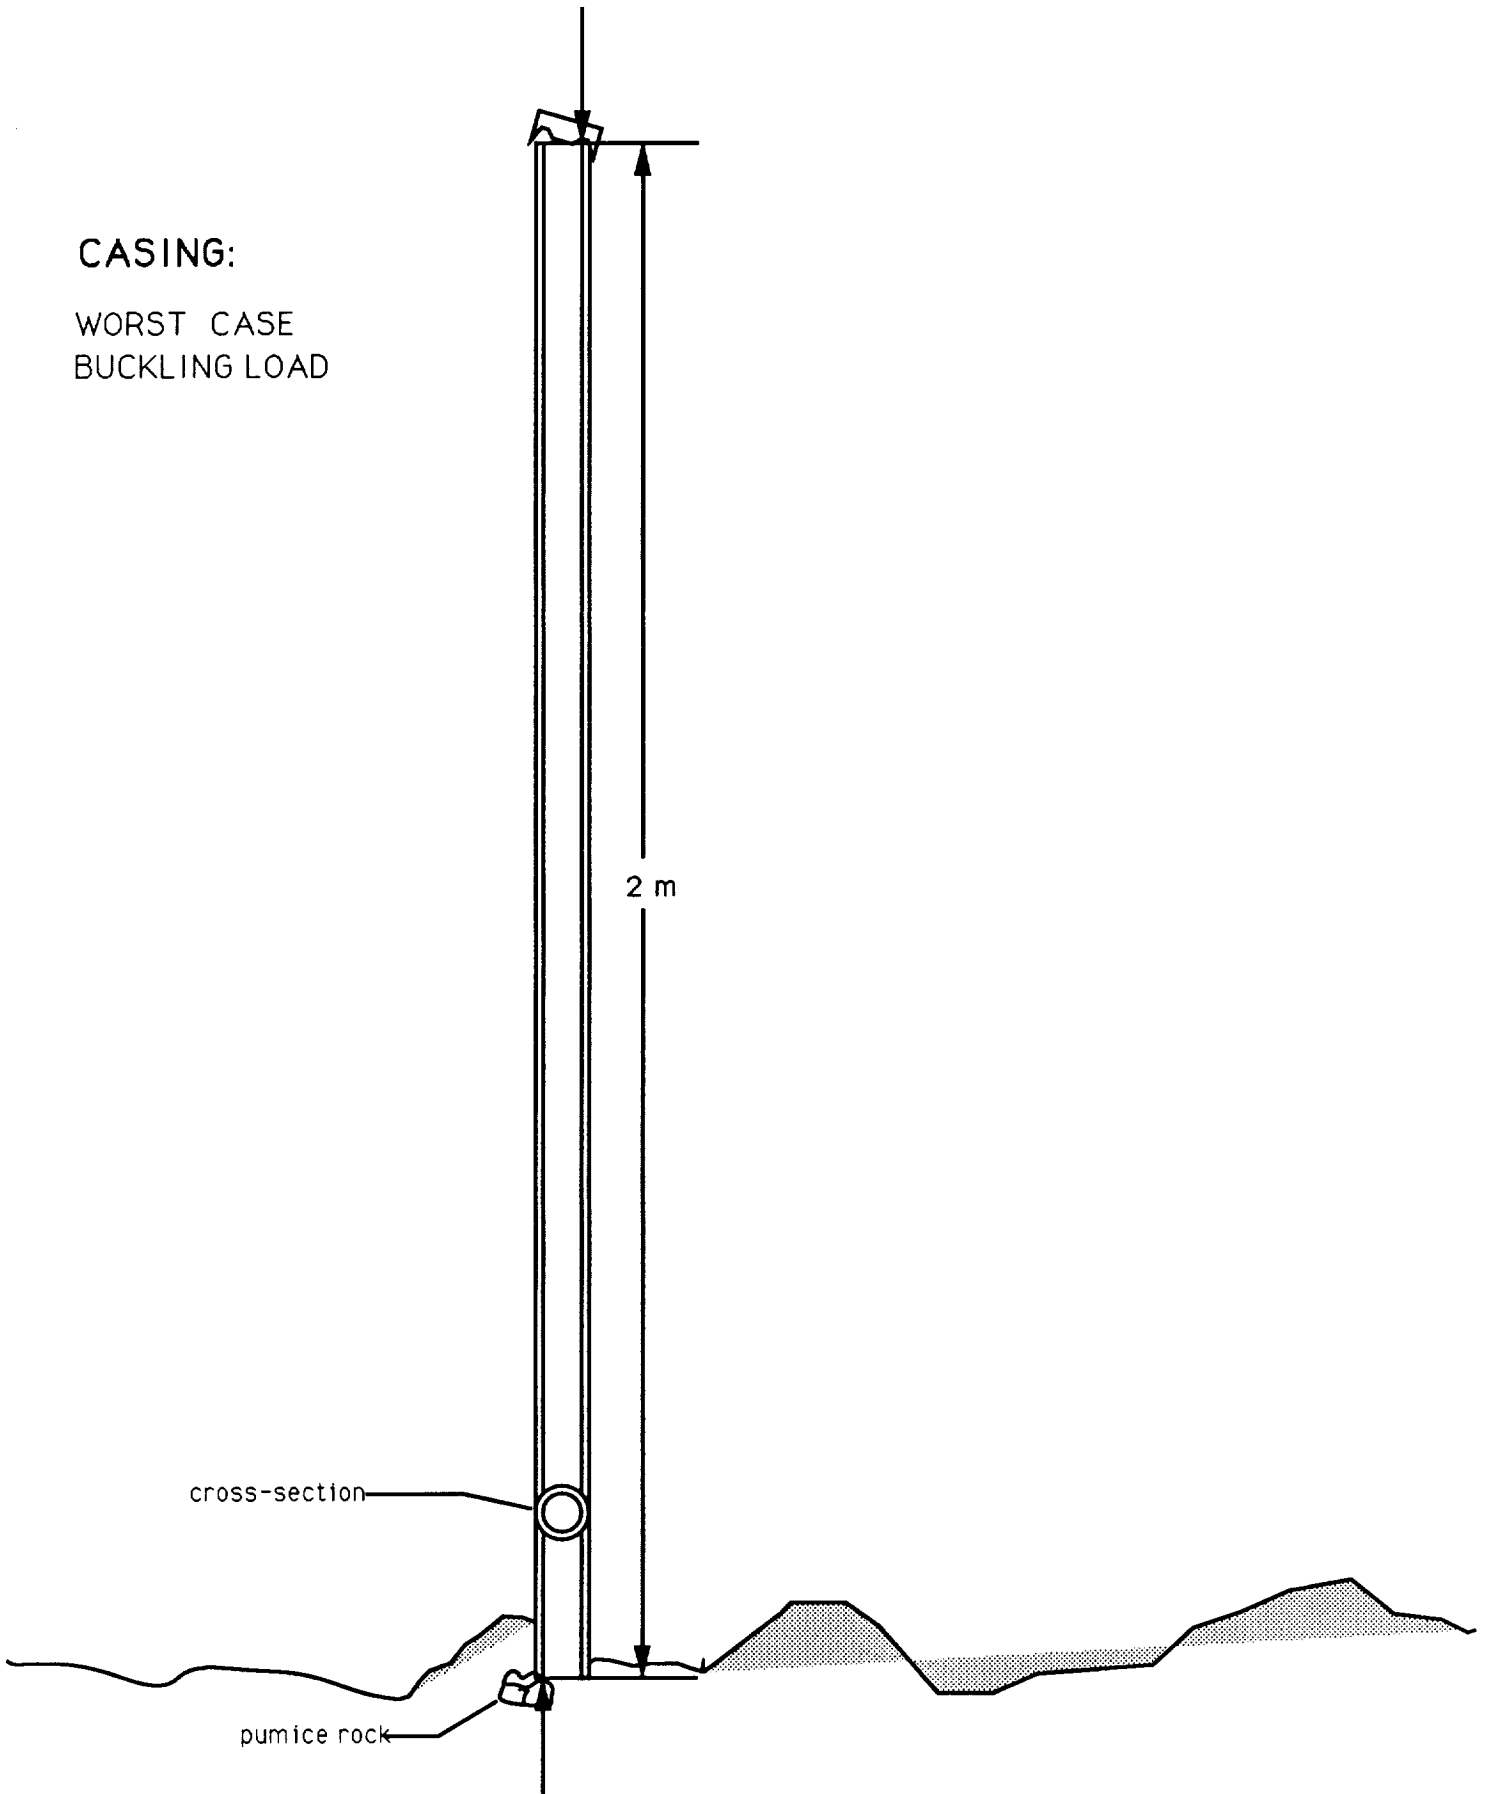 CASING:
WORST CASE
BUCKLING LOAD
2 m
cross-section
pumice rock